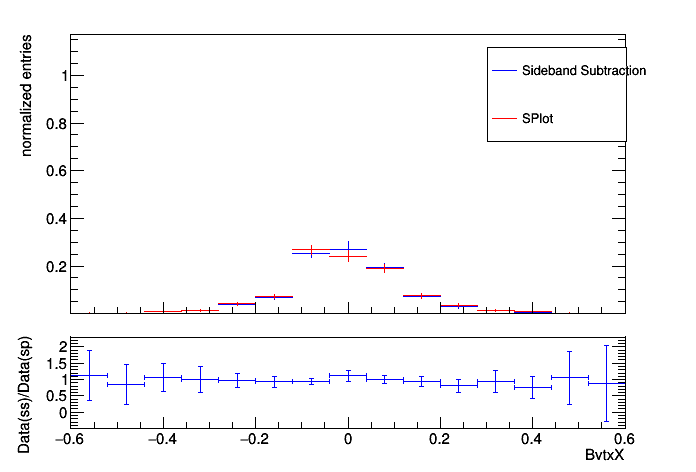 normalized entries
1
0.8
0.6
0.4
0.2
Sideband Subtraction
SPlot
Data(ss)/Data(sp)
2
1.5
1
0.5
0
−0.6 −0.4 −0.2 0 0.2 0.4 0.6
BvtxX